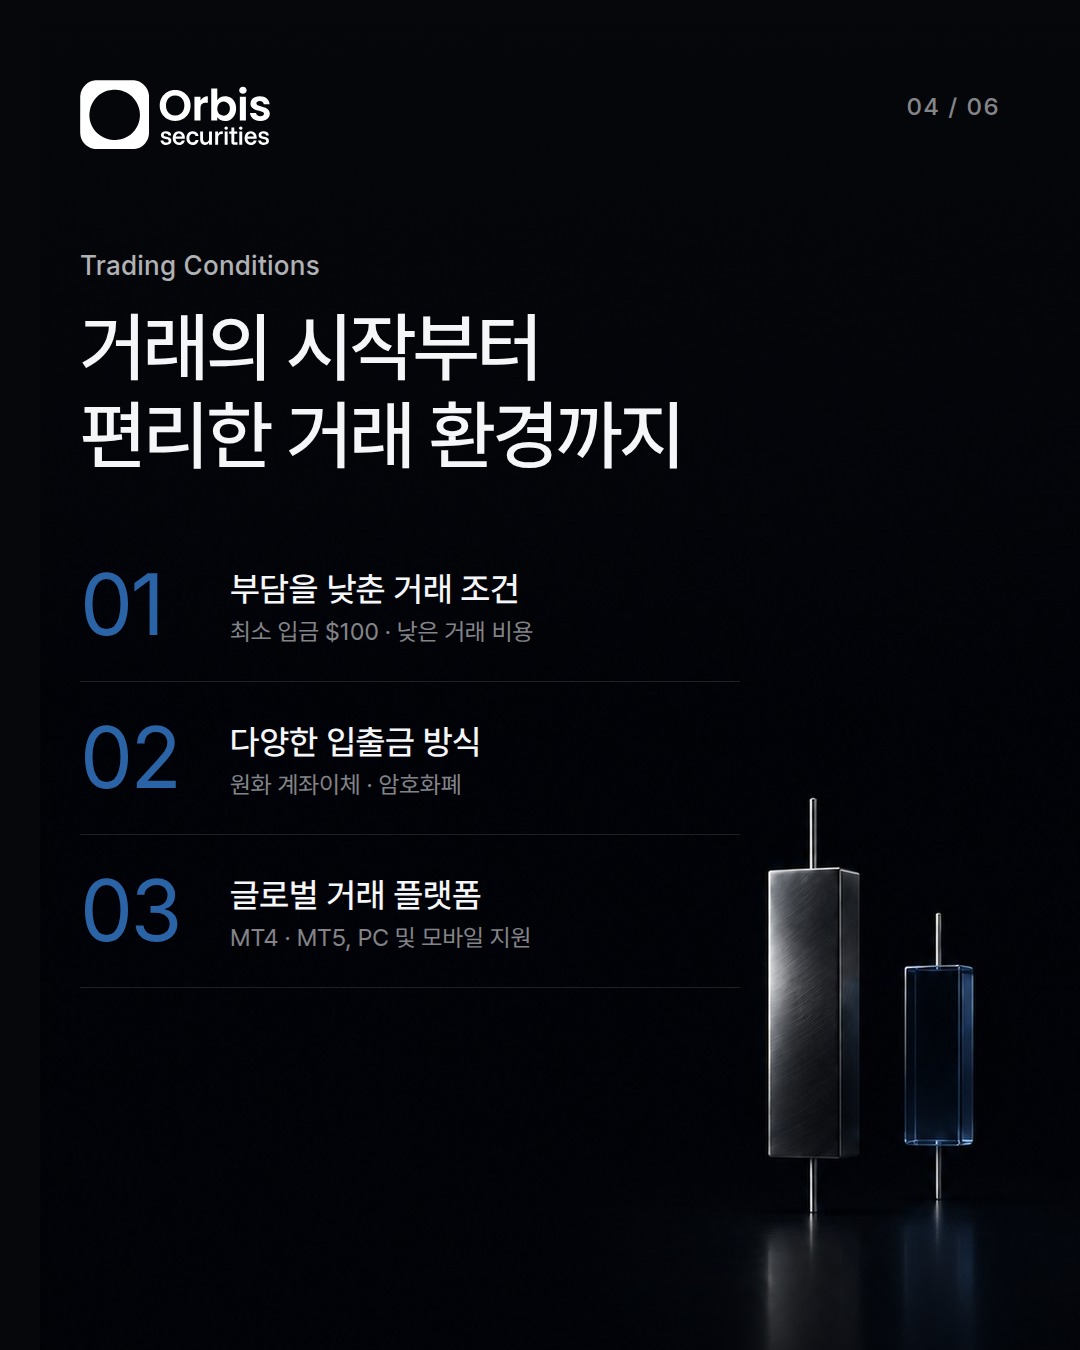 Orbis
securities
04 / 06
Trading Conditions
거래의 시작부터
편리한 거래 환경까지
01
부담을 낮춘 거래 조건
최소 입금 $100 · 낮은 거래 비용
02
다양한 입출금 방식
원화 계좌이체 · 암호화폐
03
글로벌 거래 플랫폼
MT4 · MT5, PC 및 모바일 지원